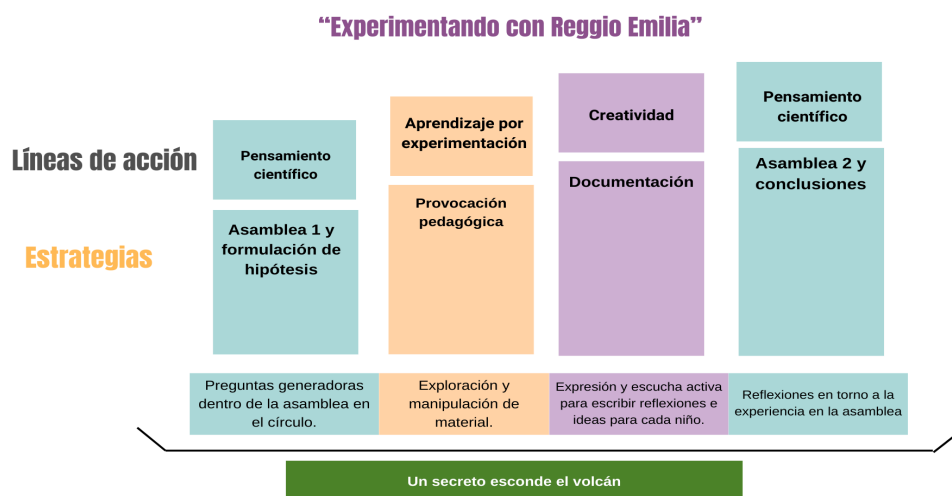 “Experimentando con Reggio Emilia”
Líneas de acción
Pensamiento
científico
Aprendizaje por
experimentación
Creatividad
Pensamiento
científico
Estrategias
Asamblea 1 y
formulación de
hipótesis
Provocación
pedagógica
Documentación
Asamblea 2 y
conclusiones
Preguntas generadoras
dentro de la asamblea en
el círculo.
Exploración y
manipulación de
material.
Expresión y escucha activa
para escribir reflexiones e
ideas para cada niño.
Reflexiones en torno a la
experiencia en la asamblea
Un secreto esconde el volcán